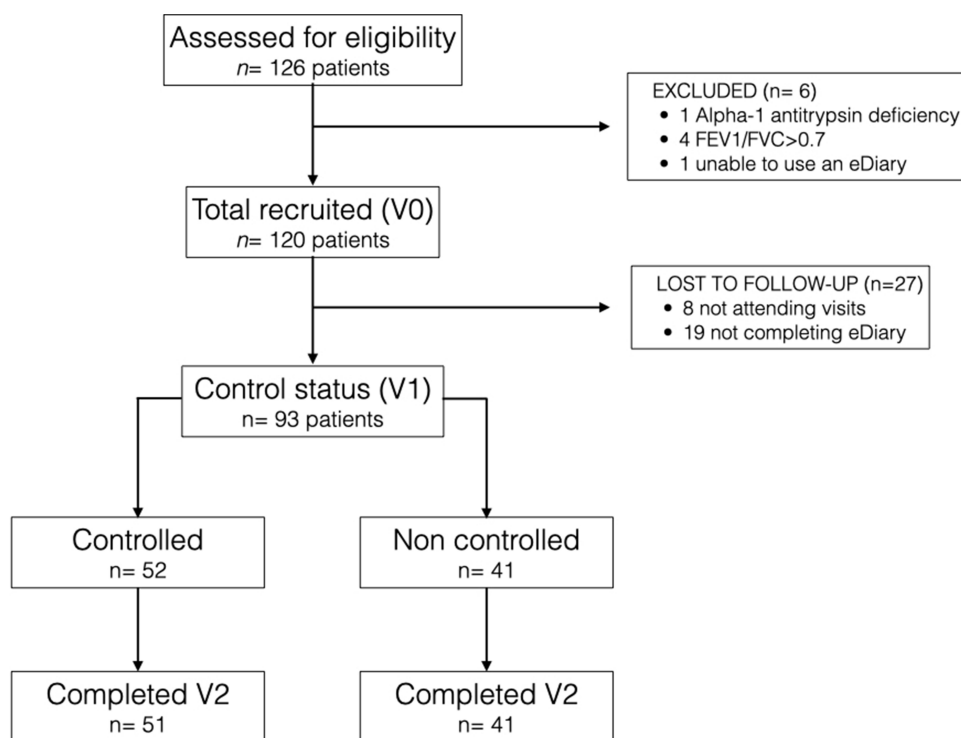 Assessed for eligibility
n= 126 patients
EXCLUDED (n= 6)
• 1 Alpha-1 antitrypsin deficiency
• 4 FEV1/FVC>0.7
• 1 unable to use an eDiary
Total recruited (V0)
n= 120 patients
LOST TO FOLLOW-UP (n=27)
• 8 not attending visits
• 19 not completing eDiary
Control status (V1)
n= 93 patients
Controlled
n= 52
Non controlled
n= 41
Completed V2
n= 51
Completed V2
n= 41